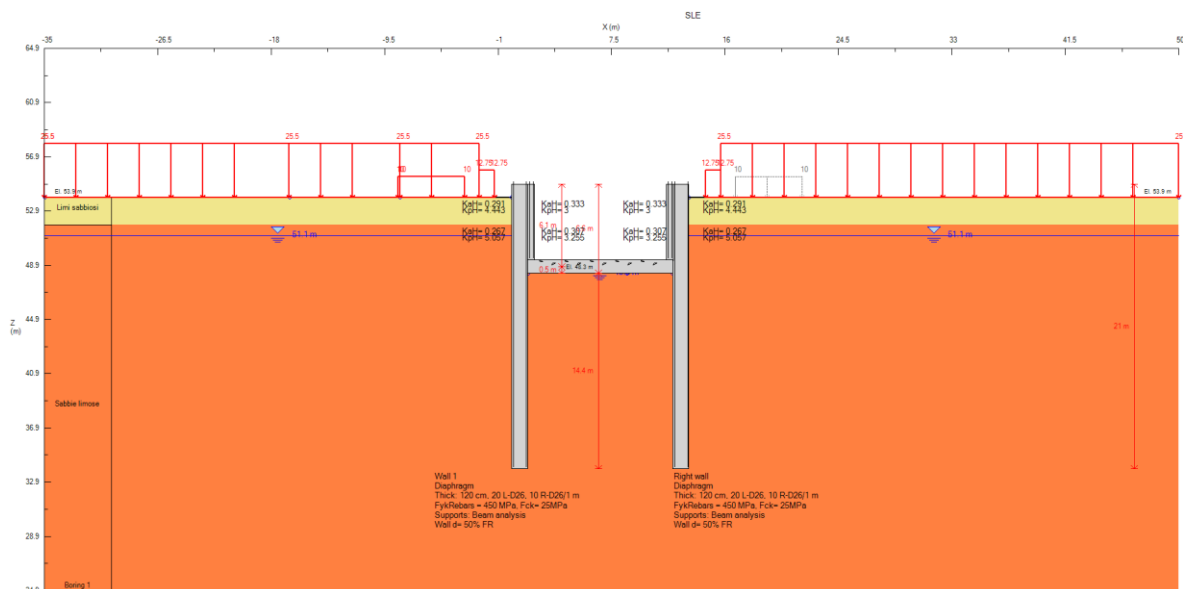 SLE
X (m)
-35 -26.5 -18 -9.5 -1 7.5 16 24.5 33 41.5 50
64.9
60.9
56.9
52.9
48.9
44.9
40.9
36.9
32.9
28.9
Z
(m)
25.5 25.5 25.5 25.5 25.5 25
12.75 12.75 12.75 12.75
10 10 10
El. 53.9 m El. 53.9 m
Limi sabbiosi
KaH= 0.291 KaH= 0.333 KaH= 0.333 KaH= 0.291
KpH= 4.443 KpH= 3 KpH= 3 KpH= 4.443
6.1 m
51.1 m 51.1 m
KaH= 0.267 KaH= 0.307 KaH= 0.307 KaH= 0.267
KpH= 5.057 KpH= 3.255 KpH= 3.255 KpH= 5.057
0.5 m
21 m
14.4 m
Sabbie limose
Wall 1
Diaphragm
Thick: 120 cm, 20 L-D26, 10 R-D26/1 m
FykRebars = 450 MPa, Fck= 25MPa
Supports: Beam analysis
Wall d= 50% FR
Right wall
Diaphragm
Thick: 120 cm, 20 L-D26, 10 R-D26/1 m
FykRebars = 450 MPa, Fck= 25MPa
Supports: Beam analysis
Wall d= 50% FR
Boring 1